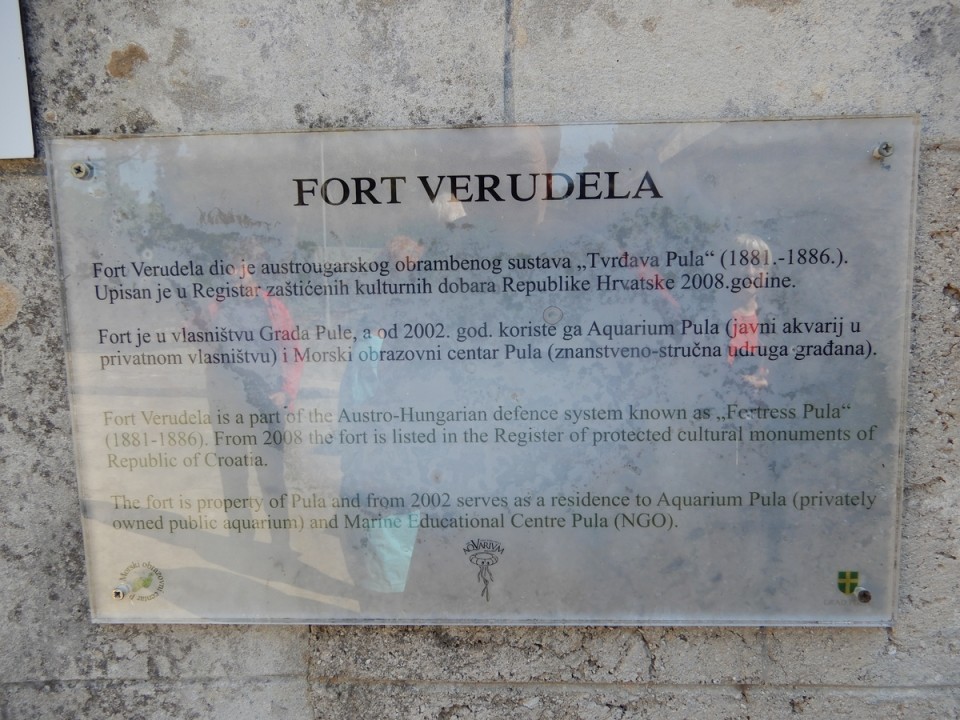 FORT VERUDELA
Fort Verudela dio je austrougarskog obrambenog sustava „Tvrđava Pula“ (1881.-1886.).
Upisan je u Registar zaštićenih kulturnih dobara Republike Hrvatske 2008.godine.
Fort je u vlasništvu Grada Pule, a od 2002. god. koriste ga Aquarium Pula (javni akvarij u
privatnom vlasništvu) i Morski obrazovni centar Pula (znanstveno-stručna udruga građana).
Fort Verudela is a part of the Austro-Hungarian defence system known as „Fortress Pula“
(1881-1886). From 2008 the fort is listed in the Register of protected cultural monuments of
Republic of Croatia.
The fort is property of Pula and from 2002 serves as a residence to Aquarium Pula (privately
owned public aquarium) and Marine Educational Centre Pula (NGO).
Morski obrazovni centar